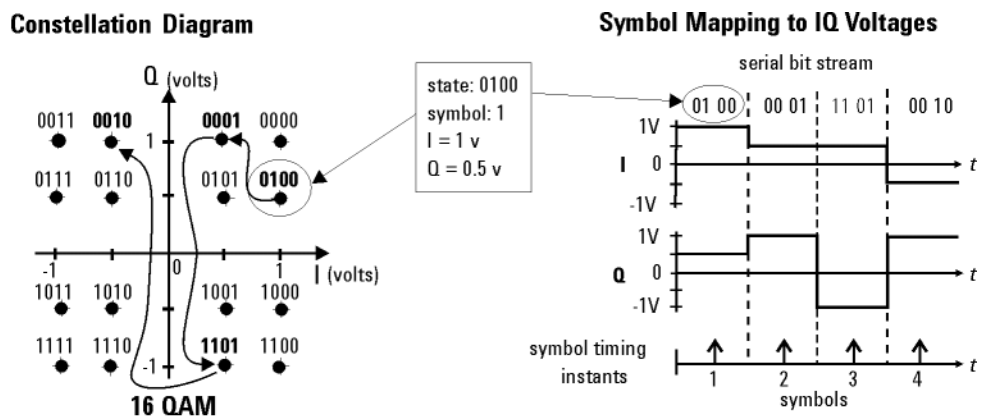 Constellation Diagram
Q (volts)
0011 0010 0001 0000
1
0111 0110 0101 0100
-1 0 1 I (volts)
1011 1010 1001 1000
1111 1110 1101 1100
-1
16 QAM
state: 0100
symbol: 1
I = 1 v
Q = 0.5 v
Symbol Mapping to IQ Voltages
serial bit stream
01 00 00 01 11 01 00 10
1V
I 0 t
-1V
1V
Q 0 t
-1V
symbol timing
instants
t
1 2 3 4
symbols